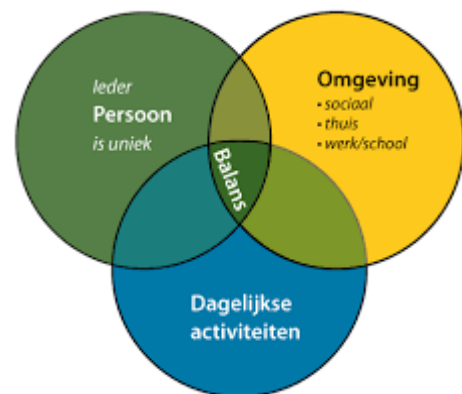 Ieder
Persoon
is uniek
Omgeving
• sociaal
• thuis
• werk/school
Balans
Dagelijkse
activiteiten